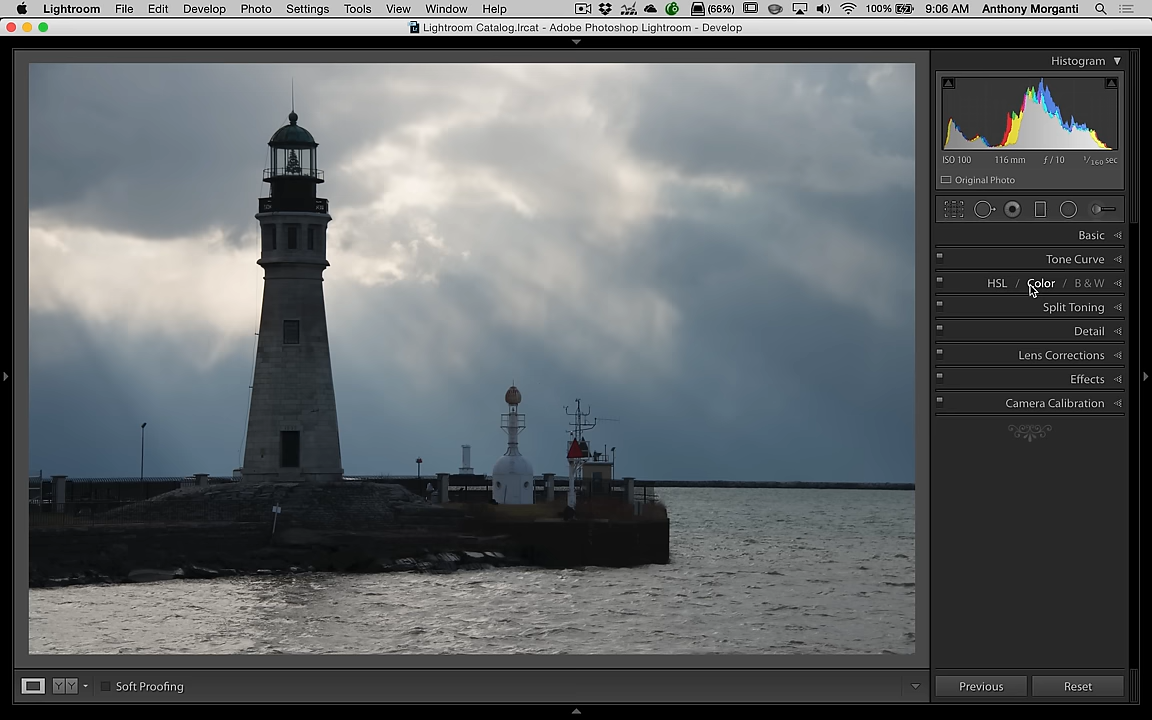 Lightroom File Edit Develop Photo Settings Tools View Window Help (66%) 100% 9:06 AM Anthony Morganti
Lightroom Catalog.lrcat - Adobe Photoshop Lightroom - Develop
Histogram
ISO 100 116 mm ƒ / 10 1/160 sec
Original Photo
Basic
Tone Curve
HSL / Color / B & W
Split Toning
Detail
Lens Corrections
Effects
Camera Calibration
Y Y Soft Proofing
Previous Reset